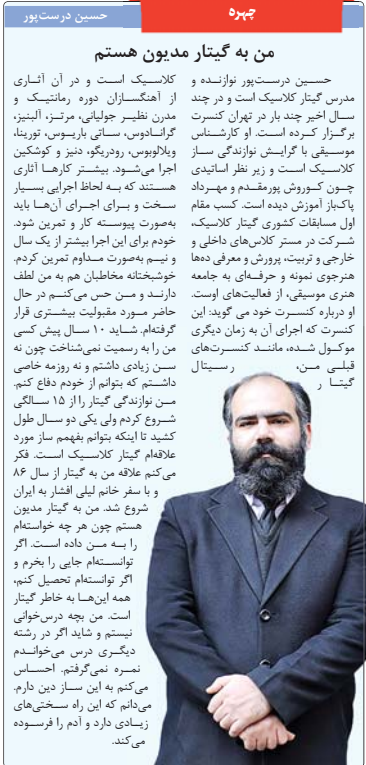 چهره
حسین درست‌پور
من به گیتار مدیون هستم
حسین درست‌پور نوازنده و
مدرس گیتار کلاسیک است و در چند
سال اخیر چند بار در تهران کنسرت
برگزار کرده است. او کارشناس
موسیقی با گرایش نوازندگی ساز
کلاسیک است و زیر نظر اساتیدی
چون کوروش پورمقدم و مهرداد
پاک‌باز آموزش دیده است. کسب مقام
اول مسابقات کشوری گیتار کلاسیک،
شرکت در مستر کلاس‌های داخلی و
خارجی و تربیت، پرورش و معرفی ده‌ها
هنرجوی نمونه و حرفه‌ای به جامعه
هنری موسیقی، از فعالیت‌های اوست.
او درباره کنسرت خود می گوید: این
کنسرت که اجرای آن به زمان دیگری
موکول شده، مانند کنسرت‌های
قبلی من، رسیتال
گیتا ر
کلاسیک است و در آن آثاری
از آهنگسازان دوره رمانتیک و
مدرن نظیر جولیانی، مرتز، آلبنیز،
گرانادوس، ساتی باریوس، تورینا،
ویلالوبوس، رودریگو، دنیز و کوشکین
اجرا می‌شود. بیشتر کارها آثاری
هستند که به لحاظ اجرایی بسیار
سخت و برای اجرای آن‌ها باید
به‌صورت پیوسته کار و تمرین شود.
خودم برای این اجرا بیشتر از یک سال
و نیم به‌صورت مداوم تمرین کردم.
خوشبختانه مخاطبان هم به من لطف
دارند و من حس می‌کنم در حال
حاضر مورد مقبولیت بیشتری قرار
گرفته‌ام. شاید ۱۰ سال پیش کسی
من را به رسمیت نمی‌شناخت چون نه
سن زیادی داشتم و نه روزمه خاصی
داشتم که بتوانم از خودم دفاع کنم.
من نوازندگی گیتار را از ۱۵ سالگی
شروع کردم ولی یکی دو سال طول
کشید تا اینکه بتوانم بفهمم ساز مورد
علاقه‌ام گیتار کلاسیک است. فکر
می‌کنم علاقه من به گیتار از سال ۸۶
و با سفر خانم لیلی افشار به ایران
شروع شد. من به گیتار مدیون
هستم چون هر چه خواسته‌ام
را به من داده است. اگر
توانسته‌ام جایی را بخرم و
اگر توانسته‌ام تحصیل کنم،
همه این‌ها به خاطر گیتار
است. من بچه درس‌خوانی
نیستم و شاید اگر در رشته
دیگری درس می‌خواندم
نمره نمی‌گرفتم. احساس
می‌کنم به این ساز دین دارم.
می‌دانم که این راه سختی‌های
زیادی دارد و آدم را فرسوده
می‌کند.